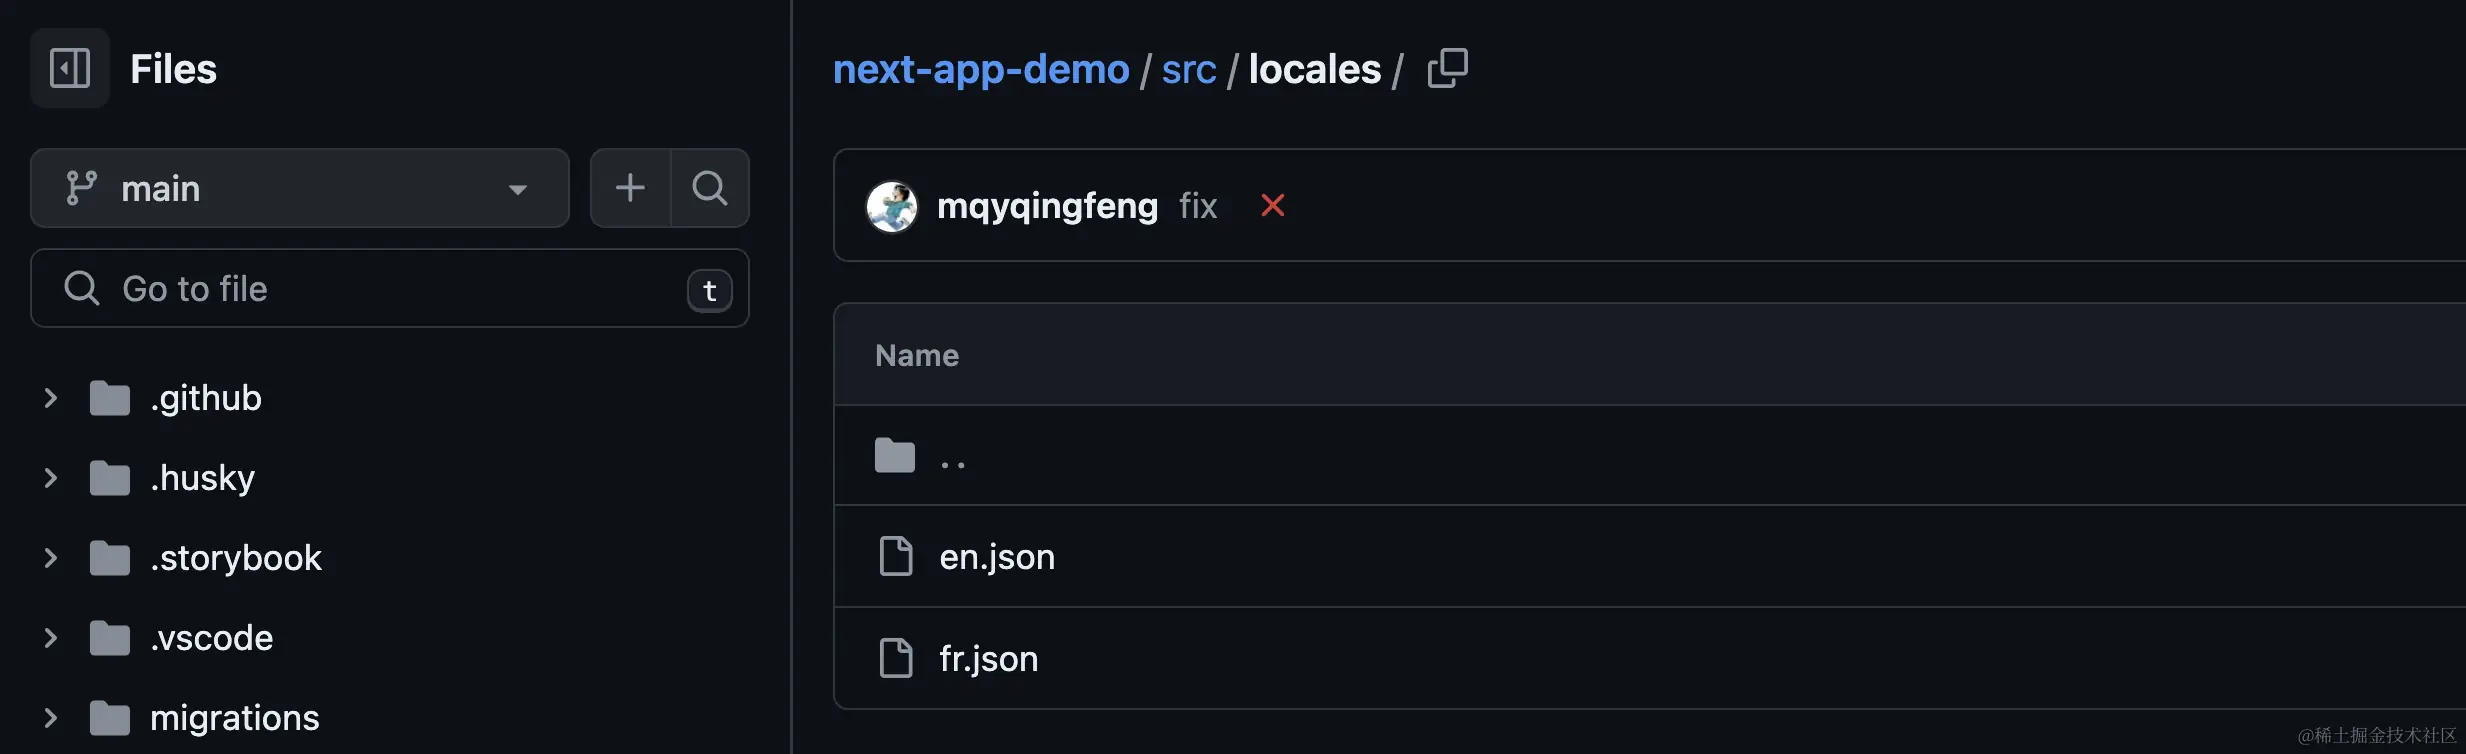 Files
main
Go to file
t
.github
.husky
.storybook
.vscode
migrations
next-app-demo / src / locales /
mqyqingfeng fix
Name
..
en.json
fr.json
@稀土掘金技术社区